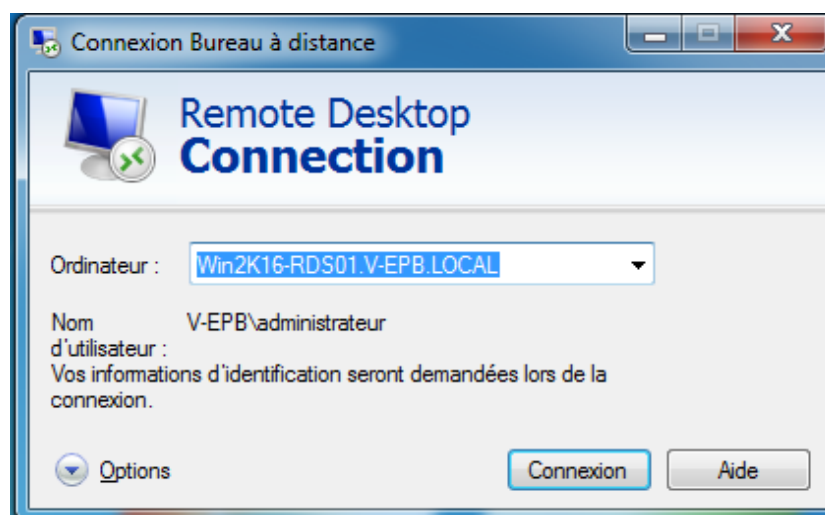 Connexion Bureau à distance
Remote Desktop
Connection
Ordinateur :
Win2K16-RDS01.V-EPB.LOCAL
Nom
d'utilisateur :
V-EPB\administrateur
Vos informations d'identification seront demandées lors de la
connexion.
Options
Connexion
Aide